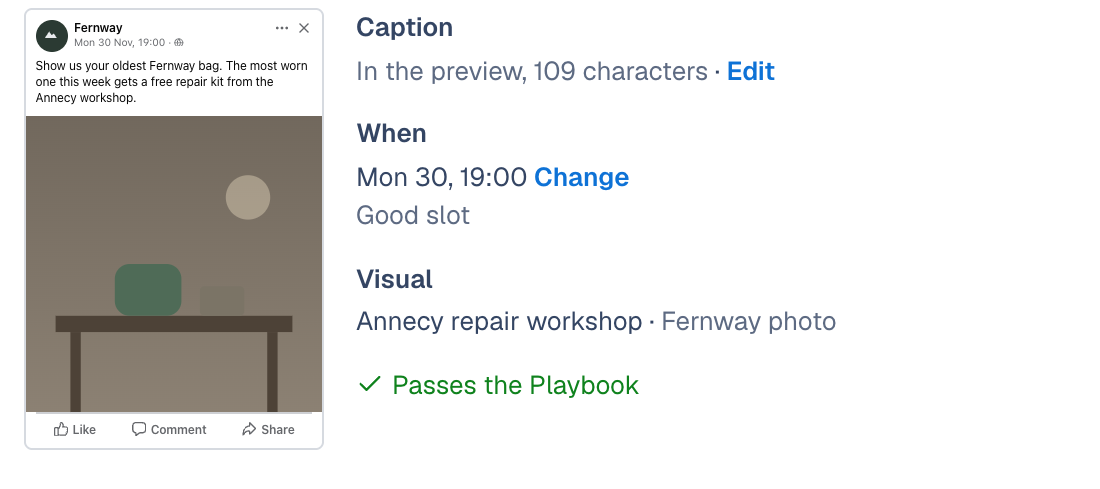 Fernway
Mon 30 Nov, 19:00 ·
Show us your oldest Fernway bag. The most worn
one this week gets a free repair kit from the
Annecy workshop.
Like
Comment
Share
Caption
In the preview, 109 characters · Edit
When
Mon 30, 19:00 Change
Good slot
Visual
Annecy repair workshop · Fernway photo
Passes the Playbook